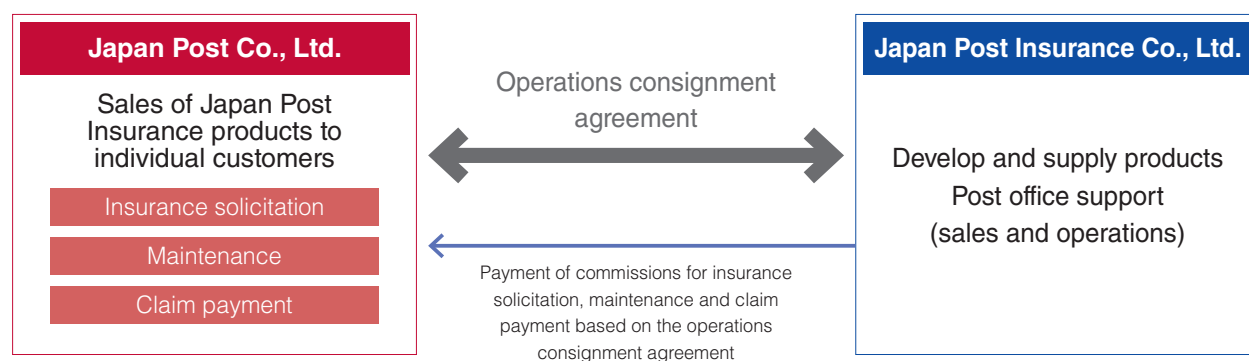 Japan Post Co., Ltd.
Sales of Japan Post
Insurance products to
individual customers
Insurance solicitation
Maintenance
Claim payment
Operations consignment
agreement
Payment of commissions for insurance
solicitation, maintenance and claim
payment based on the operations
consignment agreement
Japan Post Insurance Co., Ltd.
Develop and supply products
Post office support
(sales and operations)